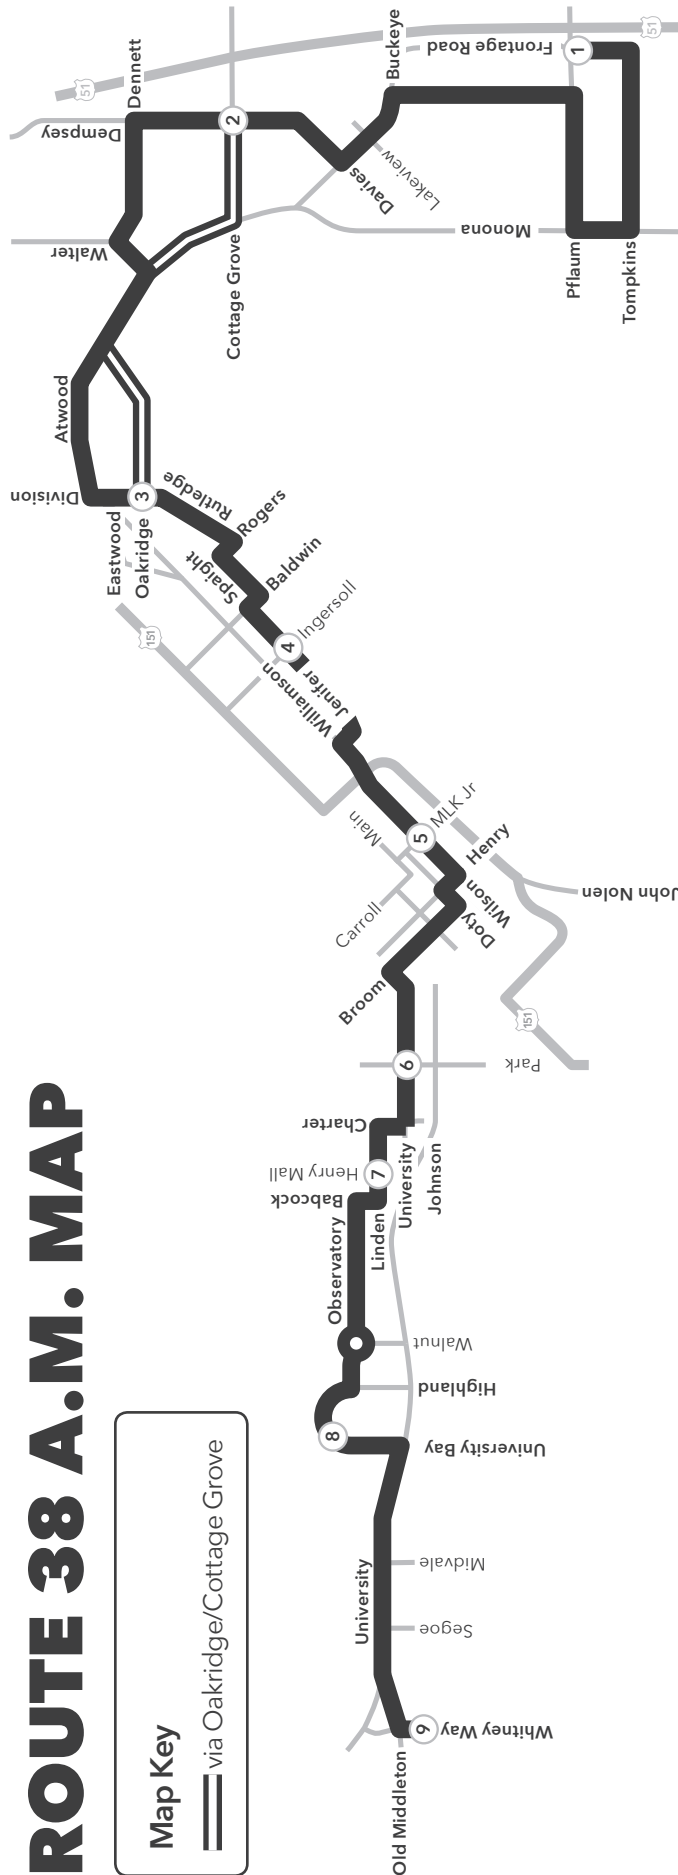 ROUTE 38 A.M. MAP
Map Key
via Oakridge/Cottage Grove
Old Middleton
9
Whitney Way
University
Segoe
Midvale
University Bay
8
Highland
Walnut
Observatory
Linden
Babcock
7
Henry Mall
University
Johnson
Charter
6
Park
151
Broom
Carroll
Main
Doty
Wilson
Henry
5
MLK Jr
John Nolen
Williamson
Jenifer
4
Ingersoll
151
Spaight
Baldwin
Rogers
Rutledge
Eastwood
Oakridge
3
Division
Atwood
Walter
Cottage Grove
Dempsey
Dennett
2
51
Davies
Lakeview
Buckeye
Monona
Pflaum
Tompkins
Frontage Road
1
51